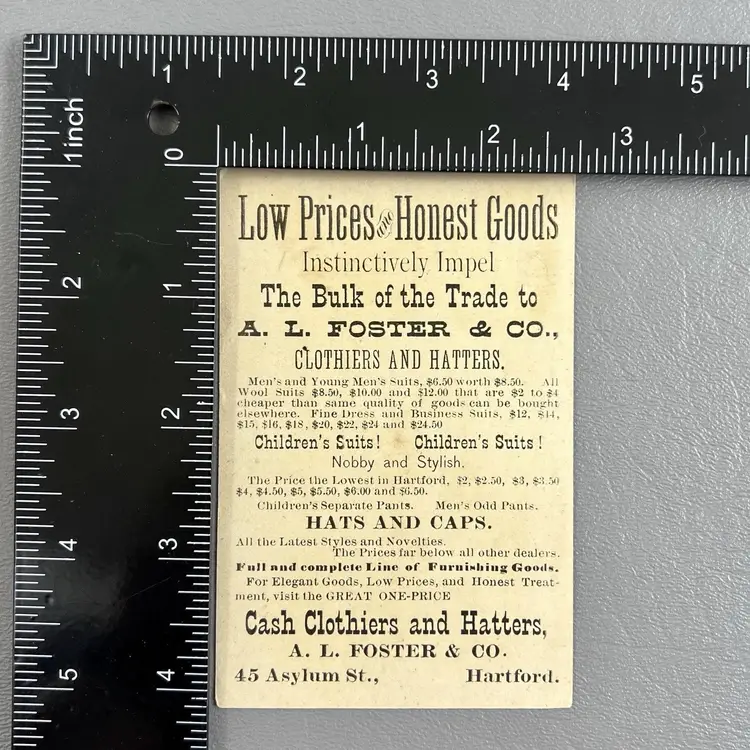 1 2 3 4 5
1 2 3
1inch
0
2
1
3
2
4
3
5
4
Low Prices and Honest Goods
Instinctively Impel
The Bulk of the Trade to
A. L. FOSTER & CO.,
CLOTHIERS AND HATTERS.
Men's and Young Men's Suits, $6.50 worth $8.50. All
Wool Suits $8.50, $10.00 and $12.00 that are $2 to $4
cheaper than same quality of goods can be bought
elsewhere. Fine Dress and Business Suits, $12, $14,
$15, $16, $18, $20, $22, $24 and $24.50
Children's Suits! Children's Suits!
Nobby and Stylish.
The Price the Lowest in Hartford, $2, $2.50, $3, $3.50
$4, $4.50, $5, $5.50, $6.00 and $6.50.
Children's Separate Pants. Men's Odd Pants.
HATS AND CAPS.
All the Latest Styles and Novelties.
The Prices far below all other dealers.
Full and complete Line of Furnishing Goods.
For Elegant Goods, Low Prices, and Honest Treat-
ment, visit the GREAT ONE-PRICE
Cash Clothiers and Hatters,
A. L. FOSTER & CO.
45 Asylum St., Hartford.